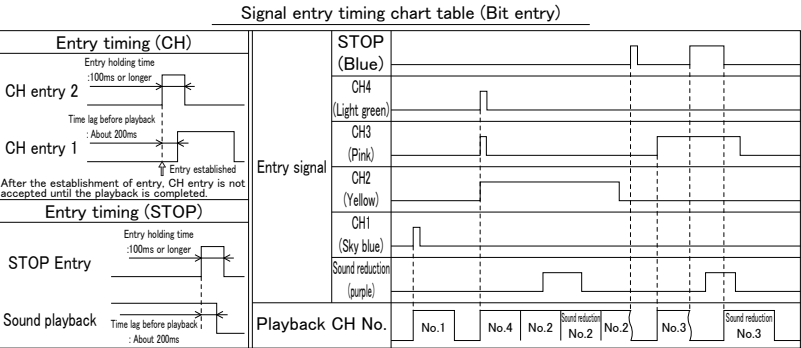 Signal entry timing chart table (Bit entry)
Entry timing (CH)
Entry holding time
:100ms or longer
CH entry 2
Time lag before playback
: About 200ms
CH entry 1
Entry established
After the establishment of entry, CH entry is not
accepted until the playback is completed.
Entry timing (STOP)
Entry holding time
:100ms or longer
STOP Entry
Sound playback
Time lag before playback
: About 200ms
Entry signal
STOP
(Blue)
CH4
(Light green)
CH3
(Pink)
CH2
(Yellow)
CH1
(Sky blue)
Sound reduction
(purple)
Playback CH No.
No.1
No.4
No.2
Sound reduction
No.2
No.2
No.3
Sound reduction
No.3